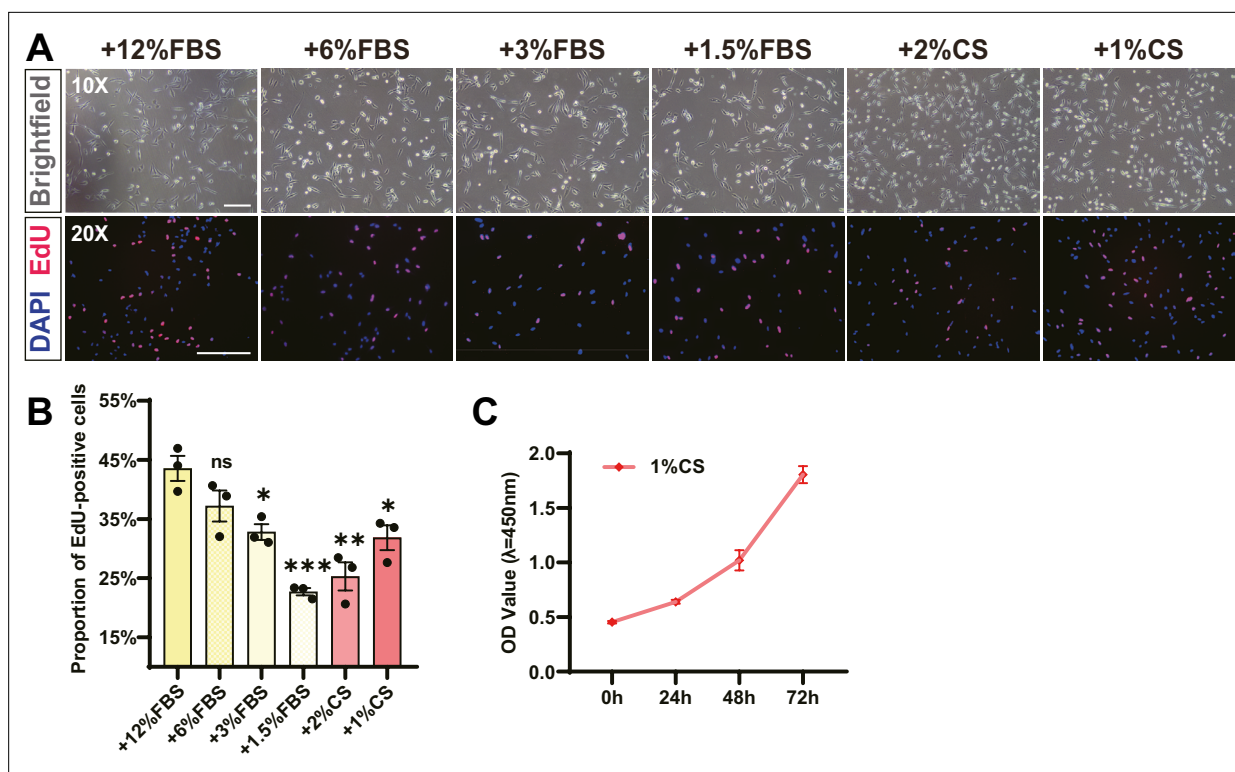 A
+12%FBS +6%FBS +3%FBS +1.5%FBS +2%CS +1%CS
Brightfield
10X
DAPI EdU
20X
B
Proportion of EdU-positive cells
55%
45%
35%
25%
15%
ns
*
***
**
*
+12%FBS
+6%FBS
+3%FBS
+1.5%FBS
+2%CS
+1%CS
C
OD Value (λ=450nm)
2.0
1.5
1.0
0.5
0.0
1%CS
0h 24h 48h 72h